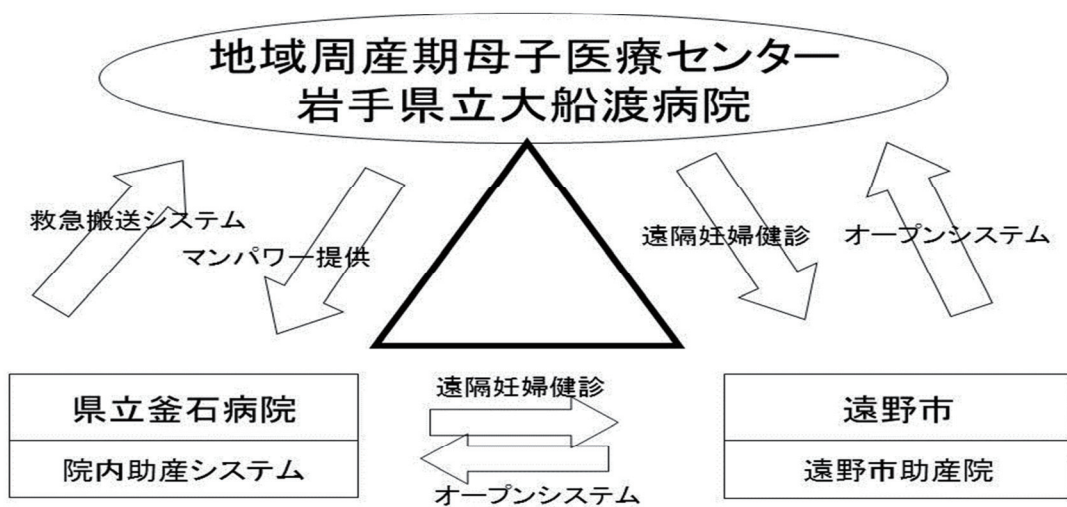 地域周産期母子医療センター
岩手県立大船渡病院
救急搬送システム
マンパワー提供
遠隔妊婦健診
オープンシステム
県立釜石病院
院内助産システム
遠隔妊婦健診
オープンシステム
遠野市
遠野市助産院